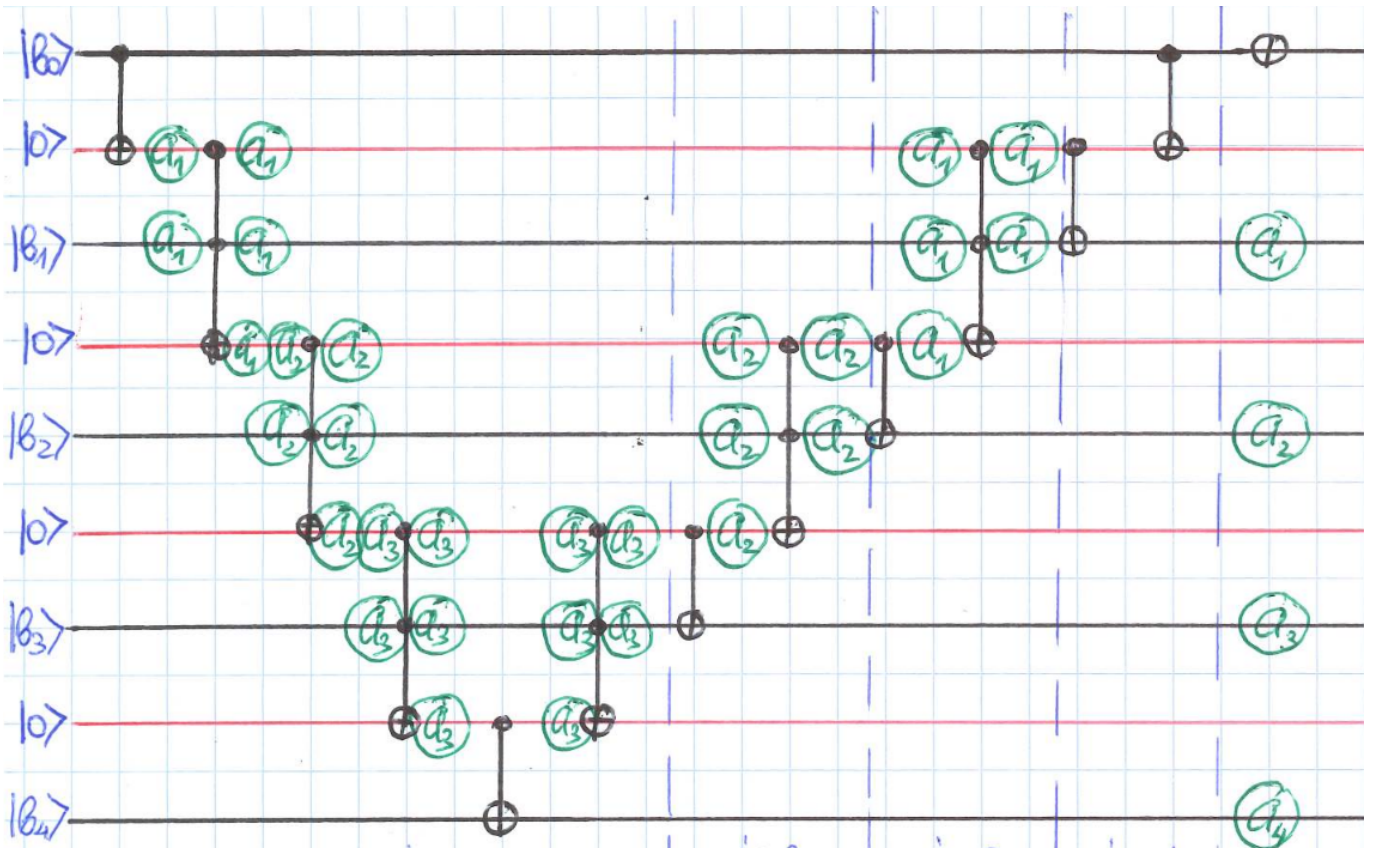 |b₀⟩
|0⟩ a₁ a₁ a₁ a₁
|b₁⟩ a₁ a₁ a₁ a₁ a₁
|0⟩ a₁ a₂ a₂ a₂ a₂ a₁
|b₂⟩ a₂ a₂ a₂ a₂ a₂
|0⟩ a₂ a₃ a₃ a₃ a₃ a₂
|b₃⟩ a₃ a₃ a₃ a₃ a₃
|0⟩ a₃ a₃
|b₄⟩ a₄